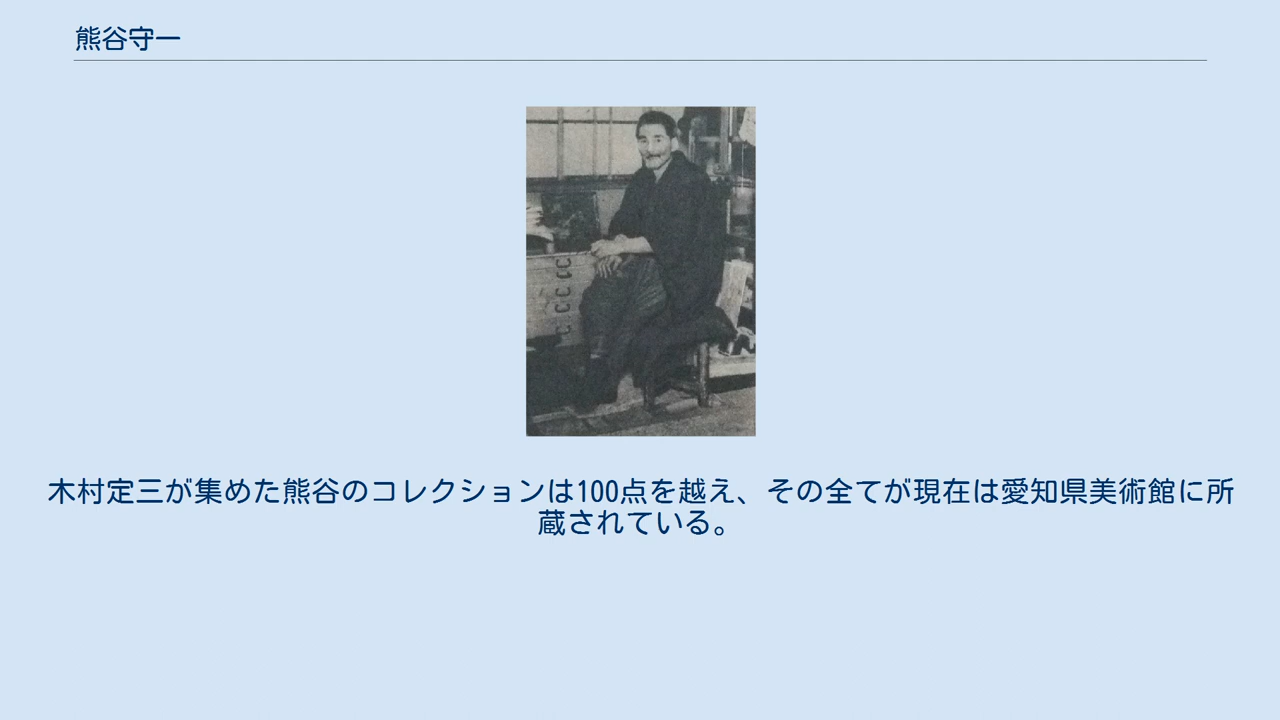 熊谷守一
木村定三が集めた熊谷のコレクションは100点を越え、その全てが現在は愛知県美術館に所
蔵されている。